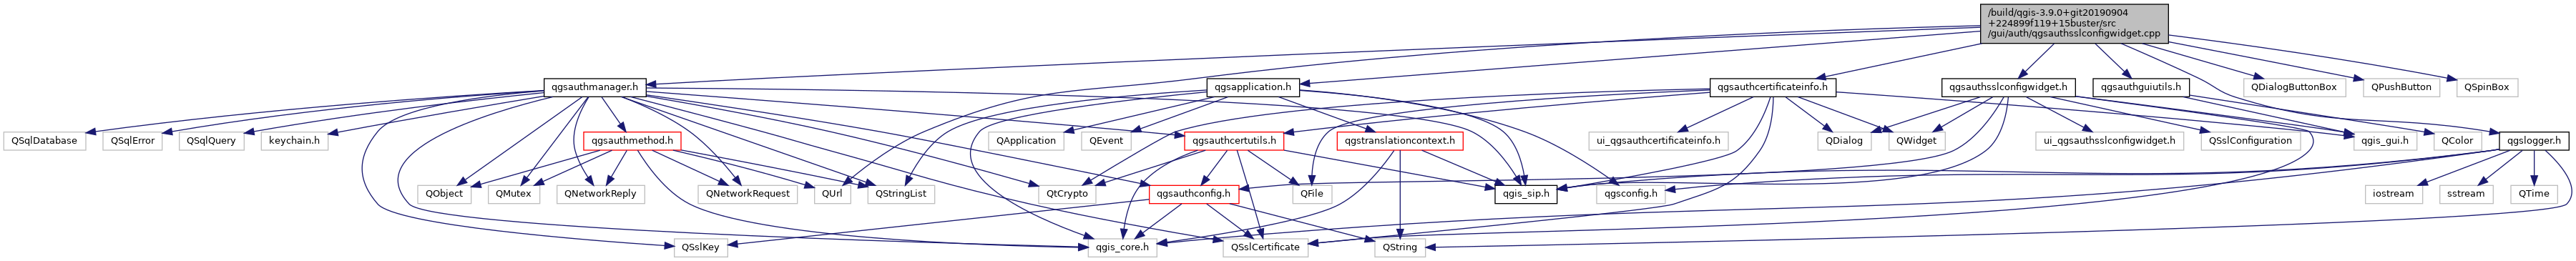 /build/qgis-3.9.0+git20190904
+224899f119+15buster/src
/gui/auth/qgsauthsslconfigwidget.cpp
qgsauthmanager.h
qgsapplication.h
qgsauthcertificateinfo.h
qgsauthsslconfigwidget.h
qgsauthguiutils.h
QDialogButtonBox
QPushButton
QSpinBox
QSqlDatabase
QSqlError
QSqlQuery
keychain.h
qgsauthmethod.h
QApplication
QEvent
qgsauthcertutils.h
qgstranslationcontext.h
ui_qgsauthcertificateinfo.h
QDialog
QWidget
ui_qgsauthsslconfigwidget.h
QSslConfiguration
qgis_gui.h
QColor
qgslogger.h
QObject
QMutex
QNetworkReply
QNetworkRequest
QUrl
QStringList
QtCrypto
qgsauthconfig.h
QFile
qgis_sip.h
qgsconfig.h
iostream
sstream
QTime
QSslKey
qgis_core.h
QSslCertificate
QString